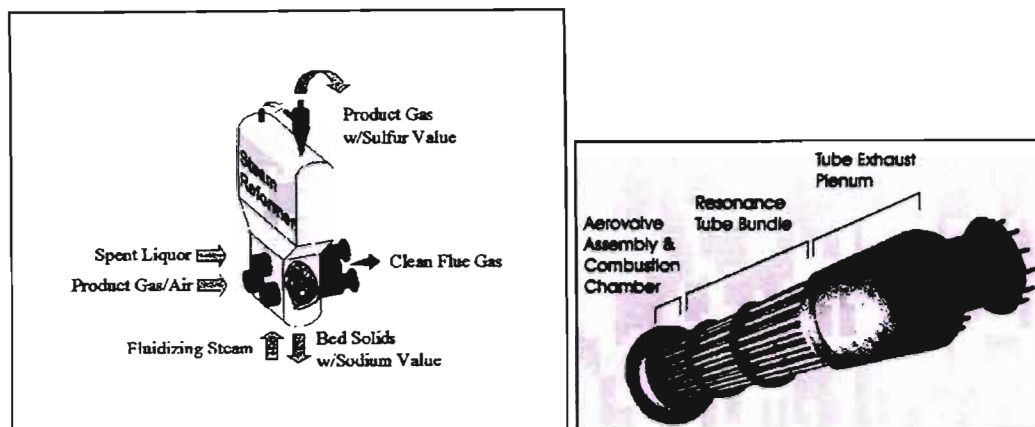 Product Gas
w/Sulfur Value
Steam
Reformer
Spent Liquor
Product Gas/Air
Clean Flue Gas
Fluidizing Steam
Bed Solids
w/Sodium Value
Tube Exhaust
Plenum
Resonance
Tube Bundle
Aerovalve
Assembly &
Combustion
Chamber